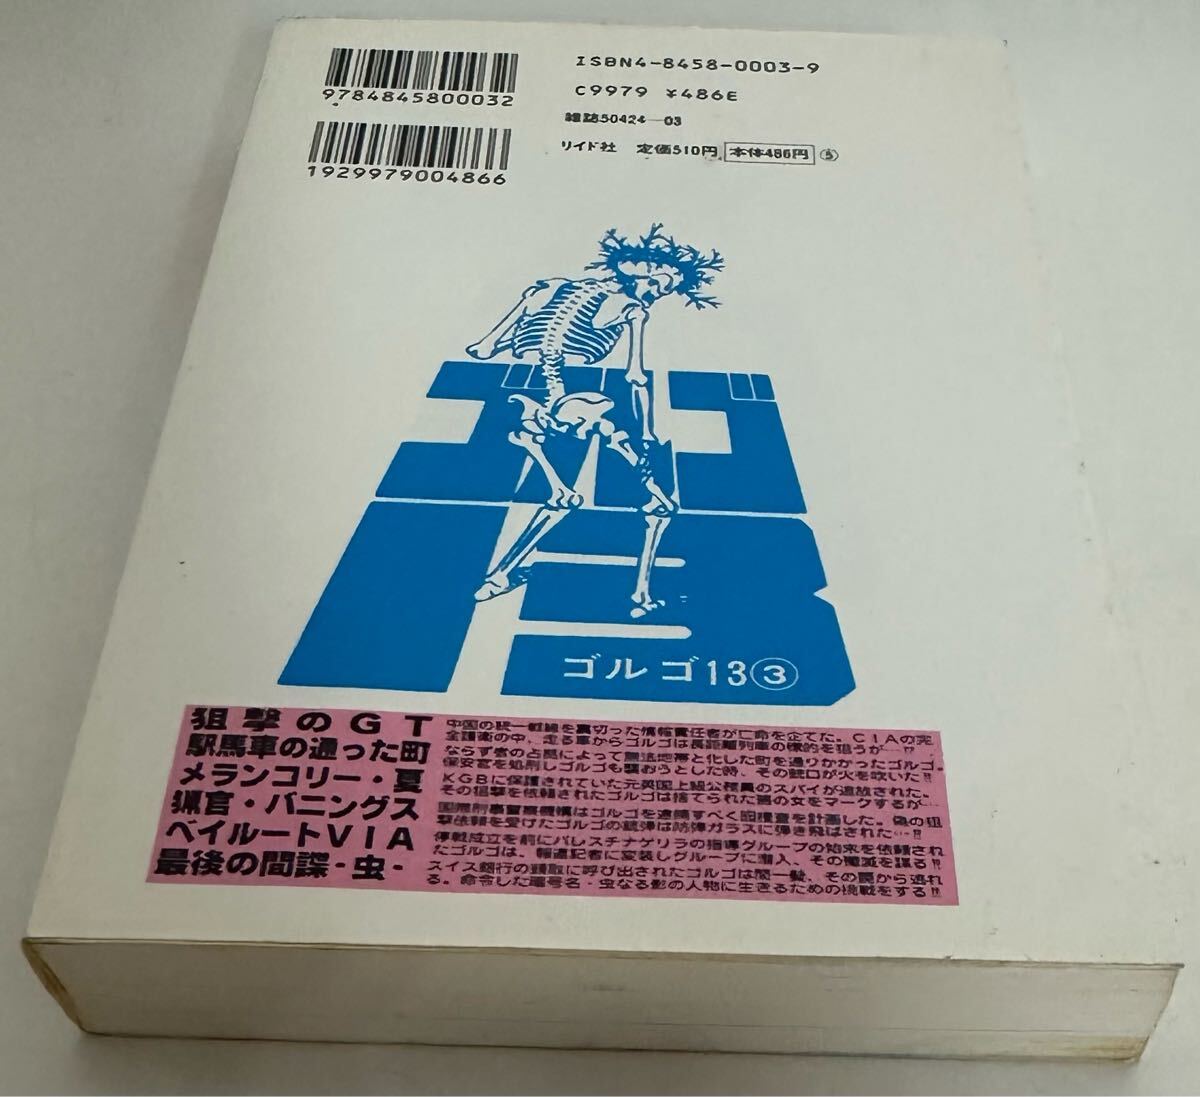 ISBN4-8458-0003-9
C9979 ¥486E
雑誌50424—03
リイド社 定価510円 本体486円 ⑤
9784845800032
1929979004866
ゴルゴ
13
ゴルゴ13③
狙撃のGT
中国の統一戦線を裏切った情報責任者が亡命を企てた。CIAの完
全護衛の中、走る車からゴルゴは長距離列車の標的を狙うが…!!
駅馬車の通った町
ならず者の占拠によって無法地帯と化した町を通りかかったゴルゴ。
保安官を処刑しゴルゴも襲おうとした時、その銃口が火を吹いた!!
メランコリー・夏
KGBに保護されていた元英国上級公務員のスパイが追放された。
その狙撃を依頼されたゴルゴは捨てられた男の女をマークするが…
猟官・バニングス
国際刑事警察機構はゴルゴを逮捕すべく囮捜査を計画した。偽の狙
撃依頼を受けたゴルゴの銃弾は防弾ガラスに弾き飛ばされた…!!
ベイルートVIA
停戦成立を前にパレスチナゲリラの指導グループの始末を依頼され
たゴルゴは、報道記者に変装しグループに潜入、その殲滅を謀る!!
最後の間諜-虫-
スイス銀行の頭取に呼び出されたゴルゴは間一髪、その罠から逃れ
る。命令した暗号名-虫なる影の人物に生きるための挑戦をする!!